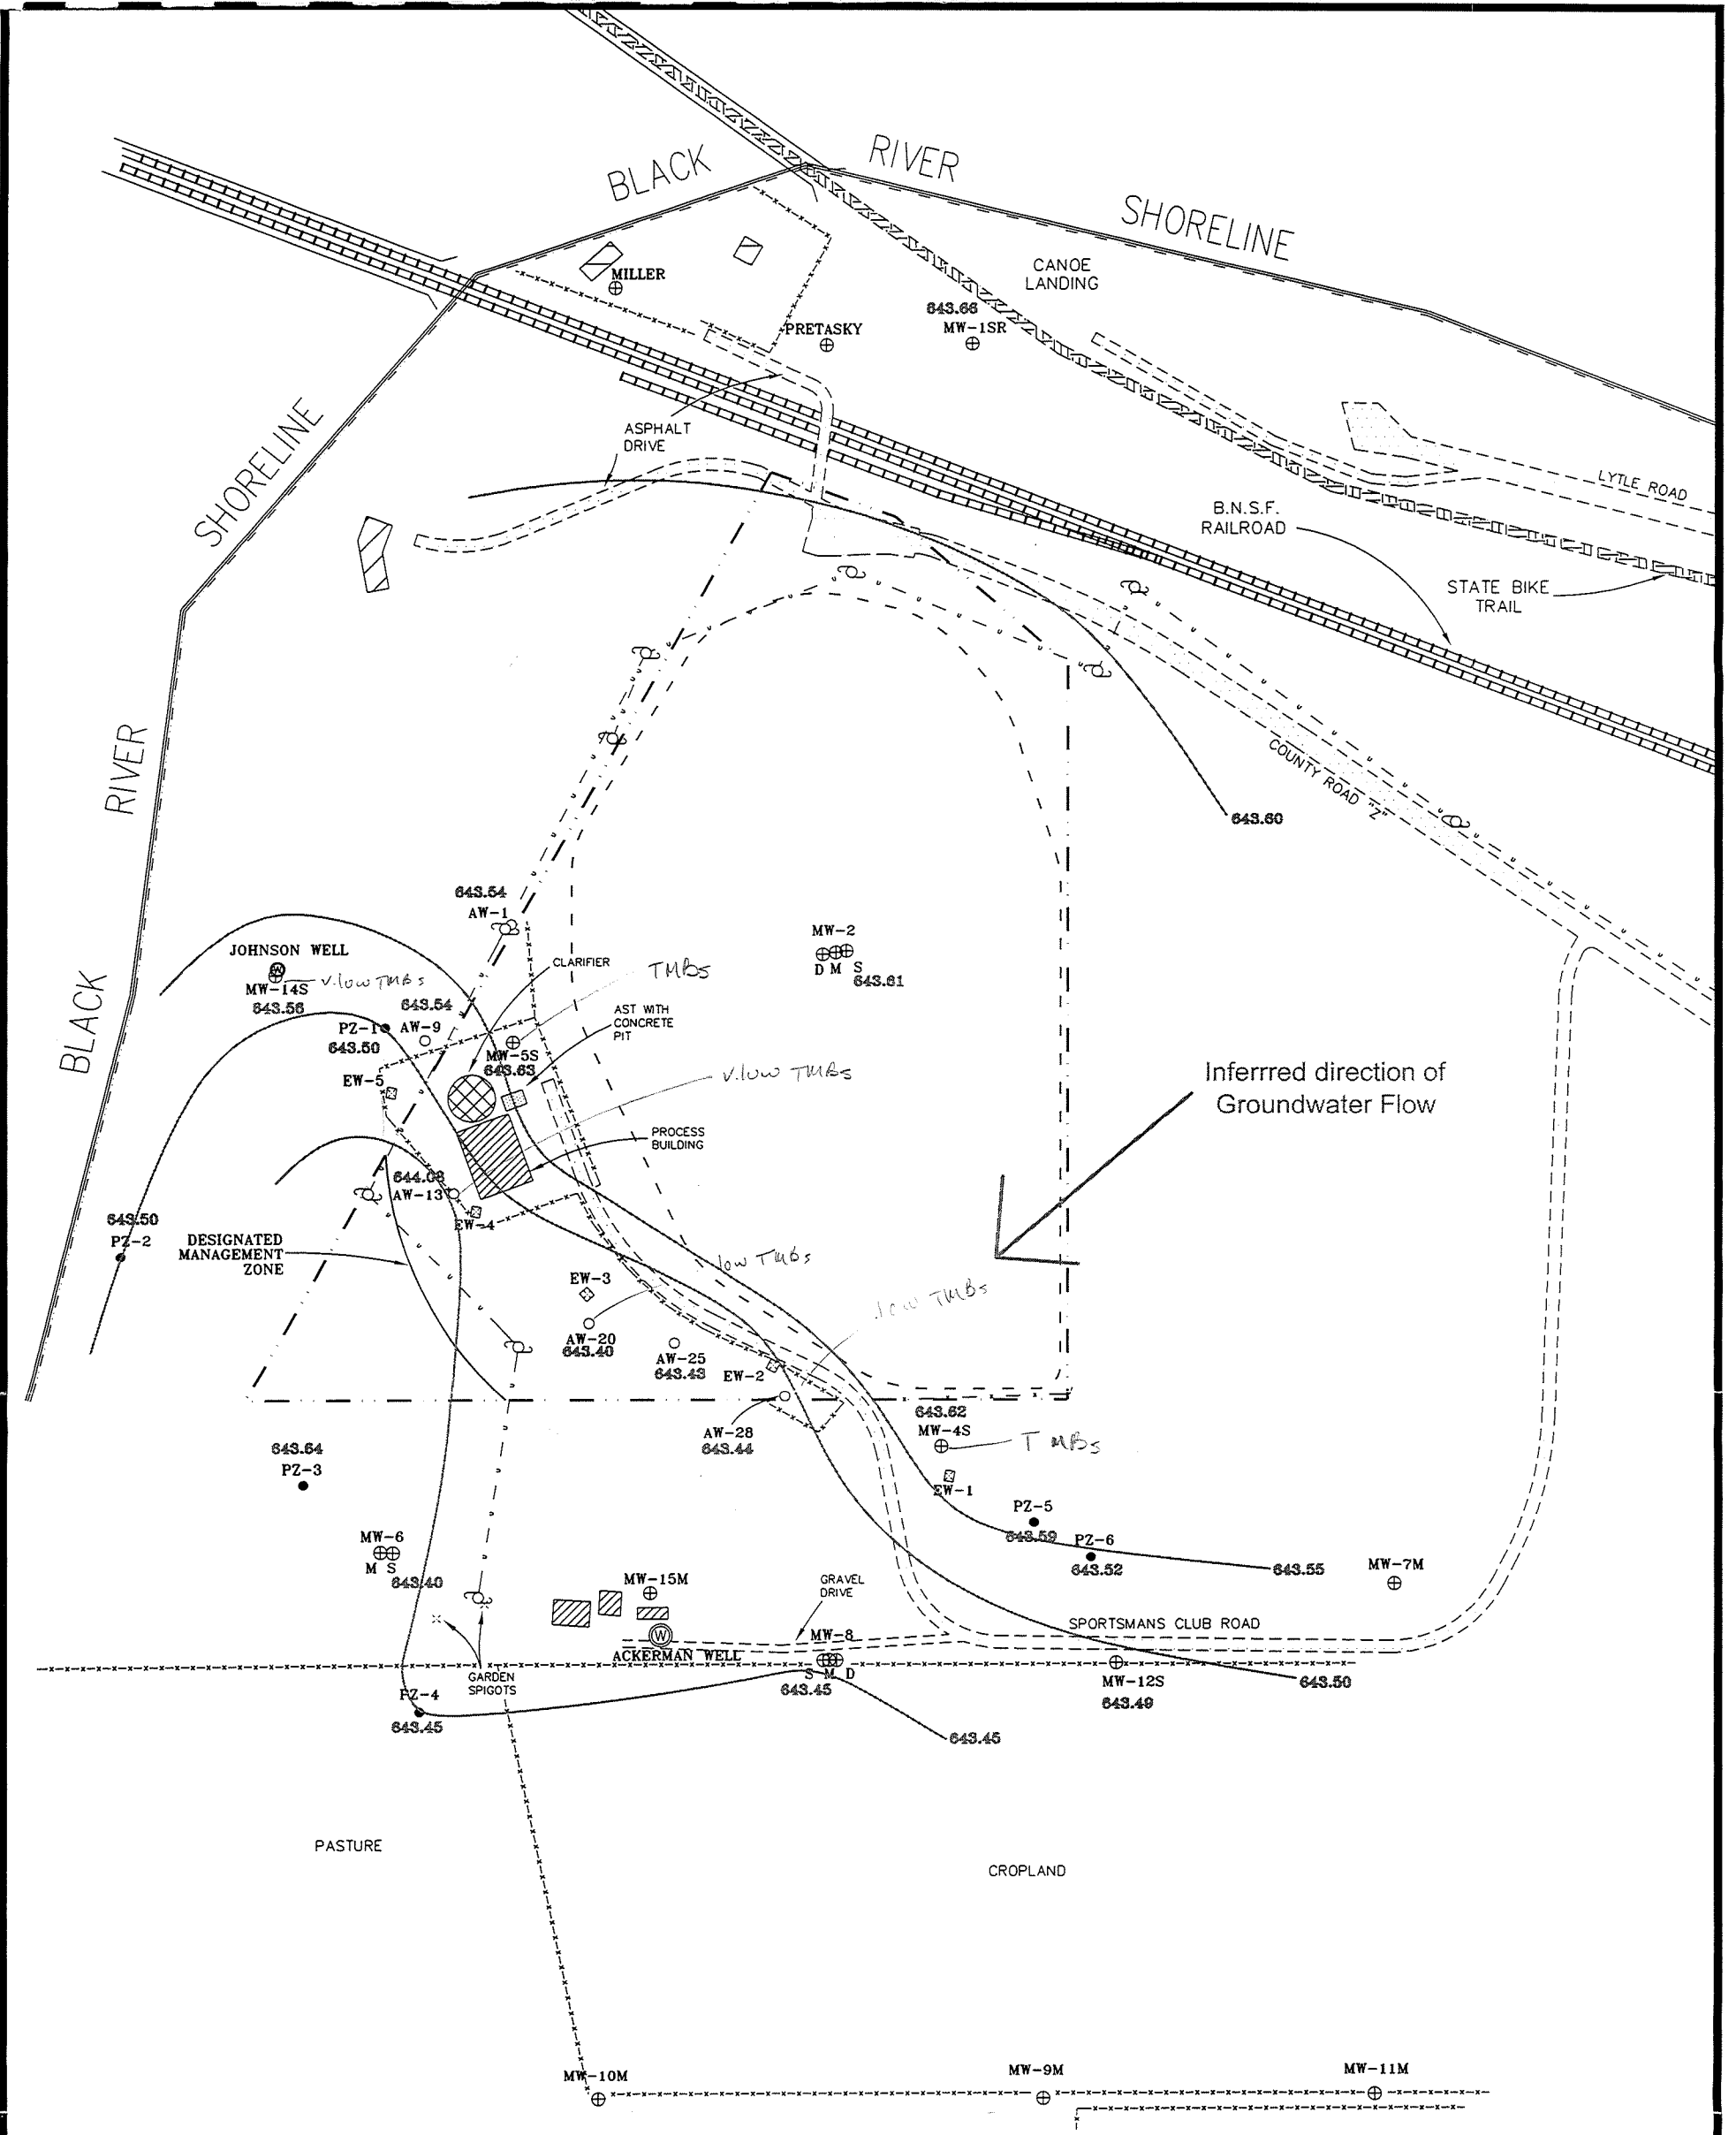 BLACK
RIVER
SHORELINE
CANOE
LANDING
MILLER
643.66
MW-1SR
PRETASKY
ASPHALT
DRIVE
SHORELINE
LYTLE ROAD
B.N.S.F.
RAILROAD
STATE BIKE
TRAIL
RIVER
COUNTY ROAD "Z"
643.60
643.54
AW-1
BLACK
JOHNSON WELL
MW-14S
643.56
v.low TMBs
CLARIFIER
TMBs
MW-2
D M S
643.61
643.54
PZ-1
AW-9
643.50
AST WITH
CONCRETE
PIT
MW-5S
643.63
EW-5
v.low TMBs
Inferrred direction of
Groundwater Flow
PROCESS
BUILDING
644.08
AW-13
EW-4
643.50
PZ-2
DESIGNATED
MANAGEMENT
ZONE
low TMBs
EW-3
low TMBs
AW-20
643.40
AW-25
643.43
EW-2
AW-28
643.44
643.62
MW-4S
TMBs
EW-1
643.64
PZ-3
PZ-5
643.59
PZ-6
643.52
643.55
MW-7M
MW-6
M S
643.40
MW-15M
GRAVEL
DRIVE
SPORTSMANS CLUB ROAD
MW-8
W
ACKERMAN WELL
S M D
643.45
GARDEN
SPIGOTS
MW-12S
643.49
643.50
PZ-4
643.45
643.45
PASTURE
CROPLAND
MW-10M
MW-9M
MW-11M